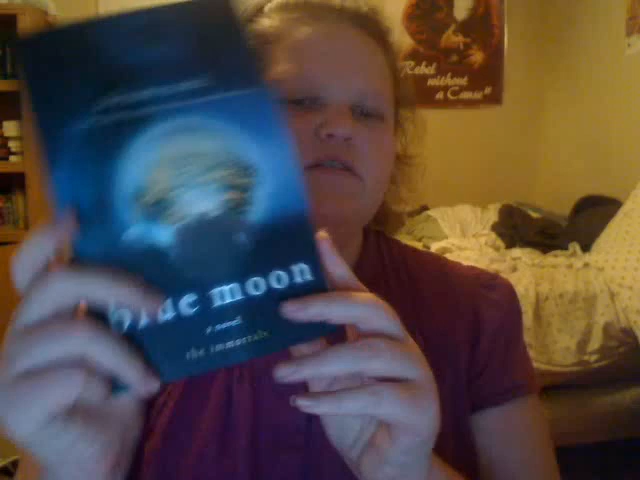 Rebel
without
a Cause"
blue moon
a novel
the immortals